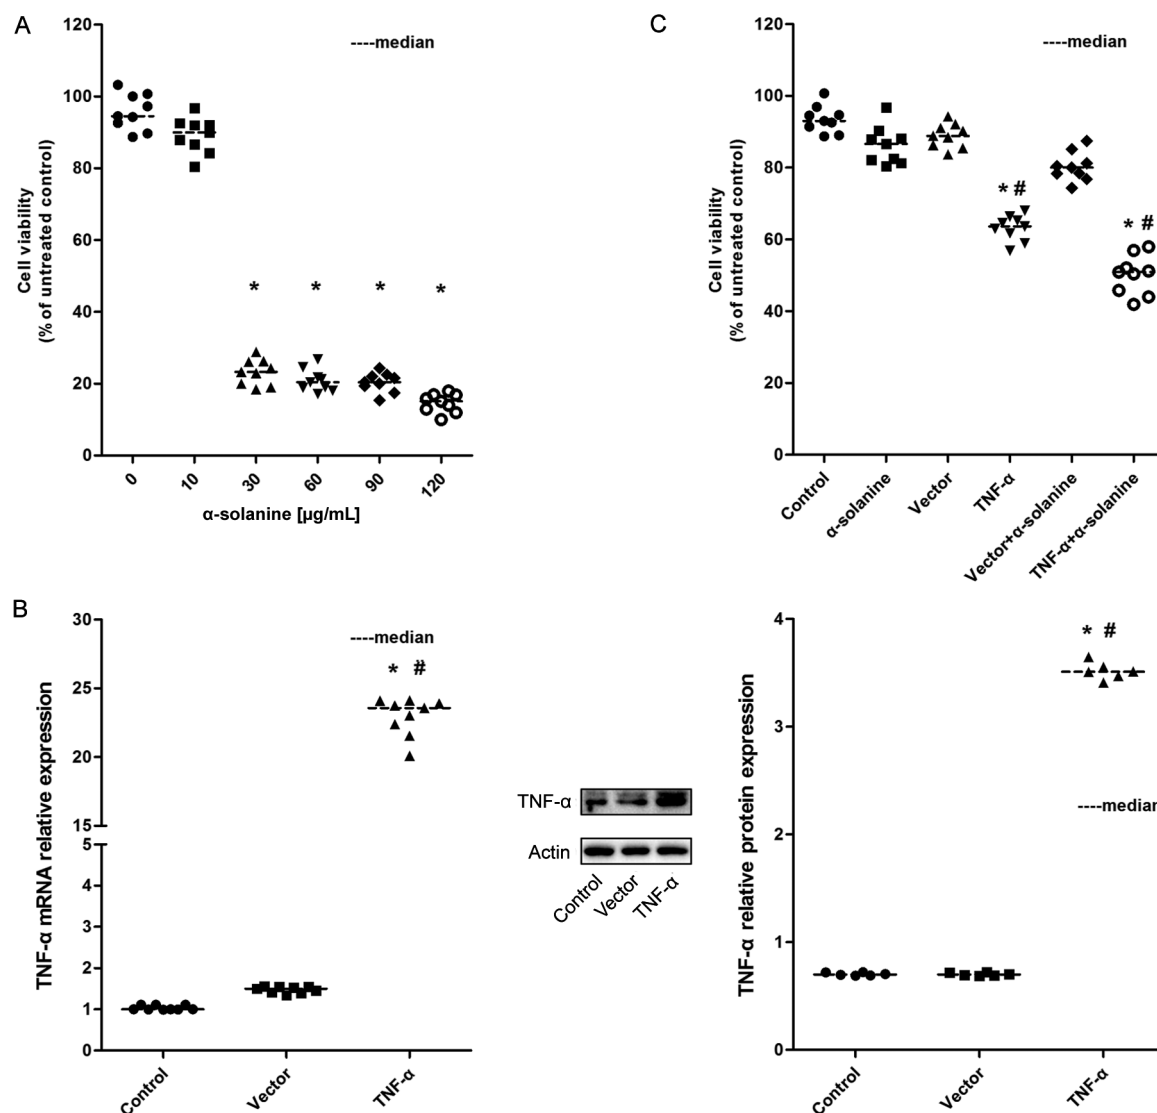 A
120
100
80
60
40
20
0
Cell viability
(% of untreated control)
----median
*
*
*
*
0
10
30
60
90
120
α-solanine [µg/mL]
C
120
100
80
60
40
20
0
Cell viability
(% of untreated control)
----median
* #
* #
Control
α-solanine
Vector
TNF-α
Vector+α-solanine
TNF-α+α-solanine
B
30
25
20
15
5
4
3
2
1
0
TNF-α mRNA relative expression
----median
* #
Control
Vector
TNF-α
TNF-α
Actin
Control
Vector
TNF-α
4
3
2
1
0
TNF-α relative protein expression
* #
----median
Control
Vector
TNF-α